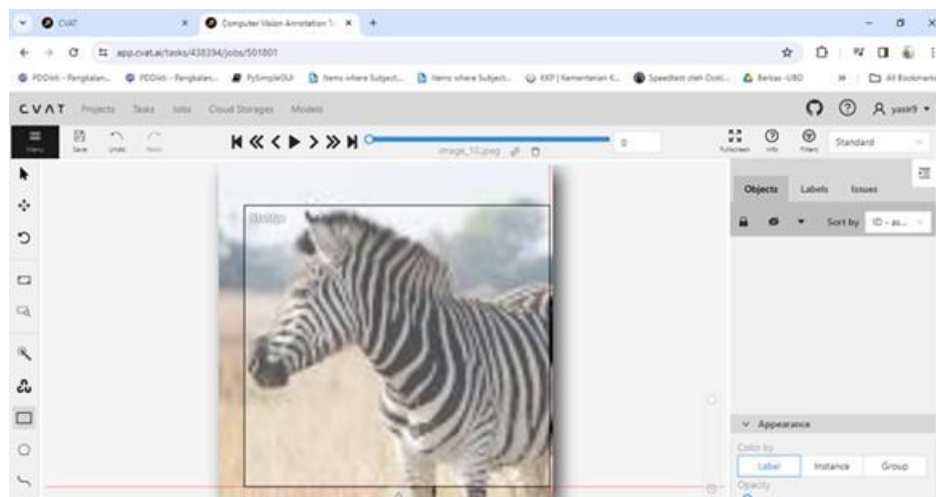 CVAT
Computer Vision Annotation T
app.cvat.ai/tasks/438394/jobs/501801
PDDikti - Pangkalan... PDDikti - Pangkalan... PySimpleGUI Items where Subject... Items where Subject... KKP | Kementerian K... Speedtest oleh Ookl... Berkas -UBD » All Bookmarks
CVAT Projects Tasks Jobs Cloud Storages Models yasir9
Menu Save Undo Redo image_10.jpeg 0 Fullscreen Info Filters Standard
Objects Labels Issues
Sort by ID - as...
Appearance
Color by
Label Instance Group
Opacity